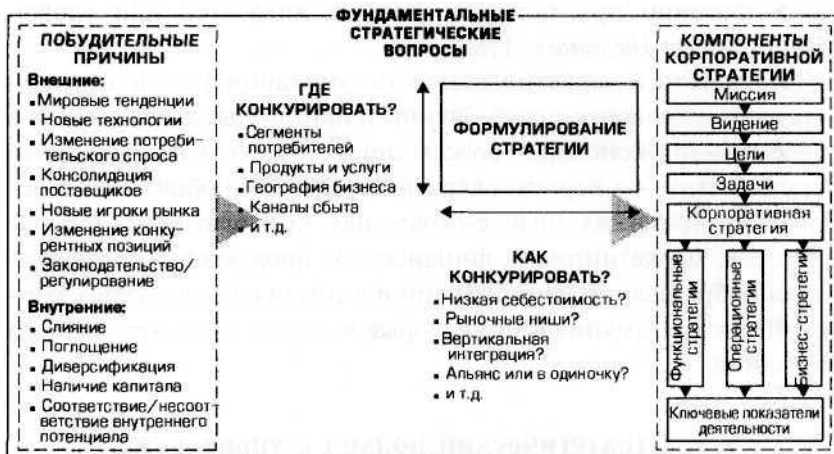 ФУНДАМЕНТАЛЬНЫЕ
СТРАТЕГИЧЕСКИЕ
ВОПРОСЫ
ПОБУДИТЕЛЬНЫЕ
ПРИЧИНЫ
Внешние:
▪ Мировые тенденции
▪ Новые технологии
▪ Изменение потреби-
тельского спроса
▪ Консолидация
поставщиков
▪ Новые игроки рынка
▪ Изменение конку-
рентных позиций
▪ Законодательство/
регулирование
Внутренние:
▪ Слияние
▪ Поглощение
▪ Диверсификация
▪ Наличие капитала
▪ Соответствие/несоот-
ветствие внутреннего
потенциала
ГДЕ
КОНКУРИРОВАТЬ?
▪ Сегменты
потребителей
▪ Продукты и услуги
▪ География бизнеса
▪ Каналы сбыта
▪ и т.д.
ФОРМУЛИРОВАНИЕ
СТРАТЕГИИ
КАК
КОНКУРИРОВАТЬ?
▪ Низкая себестоимость?
▪ Рыночные ниши?
▪ Вертикальная
интеграция?
▪ Альянс или в одиночку?
▪ и т.д.
КОМПОНЕНТЫ
КОРПОРАТИВНОЙ
СТРАТЕГИИ
Миссия
Видение
Цели
Задачи
Корпоративная
стратегия
Функциональные
стратегии
Операционные
стратегии
Бизнес-стратегии
Ключевые показатели
деятельности